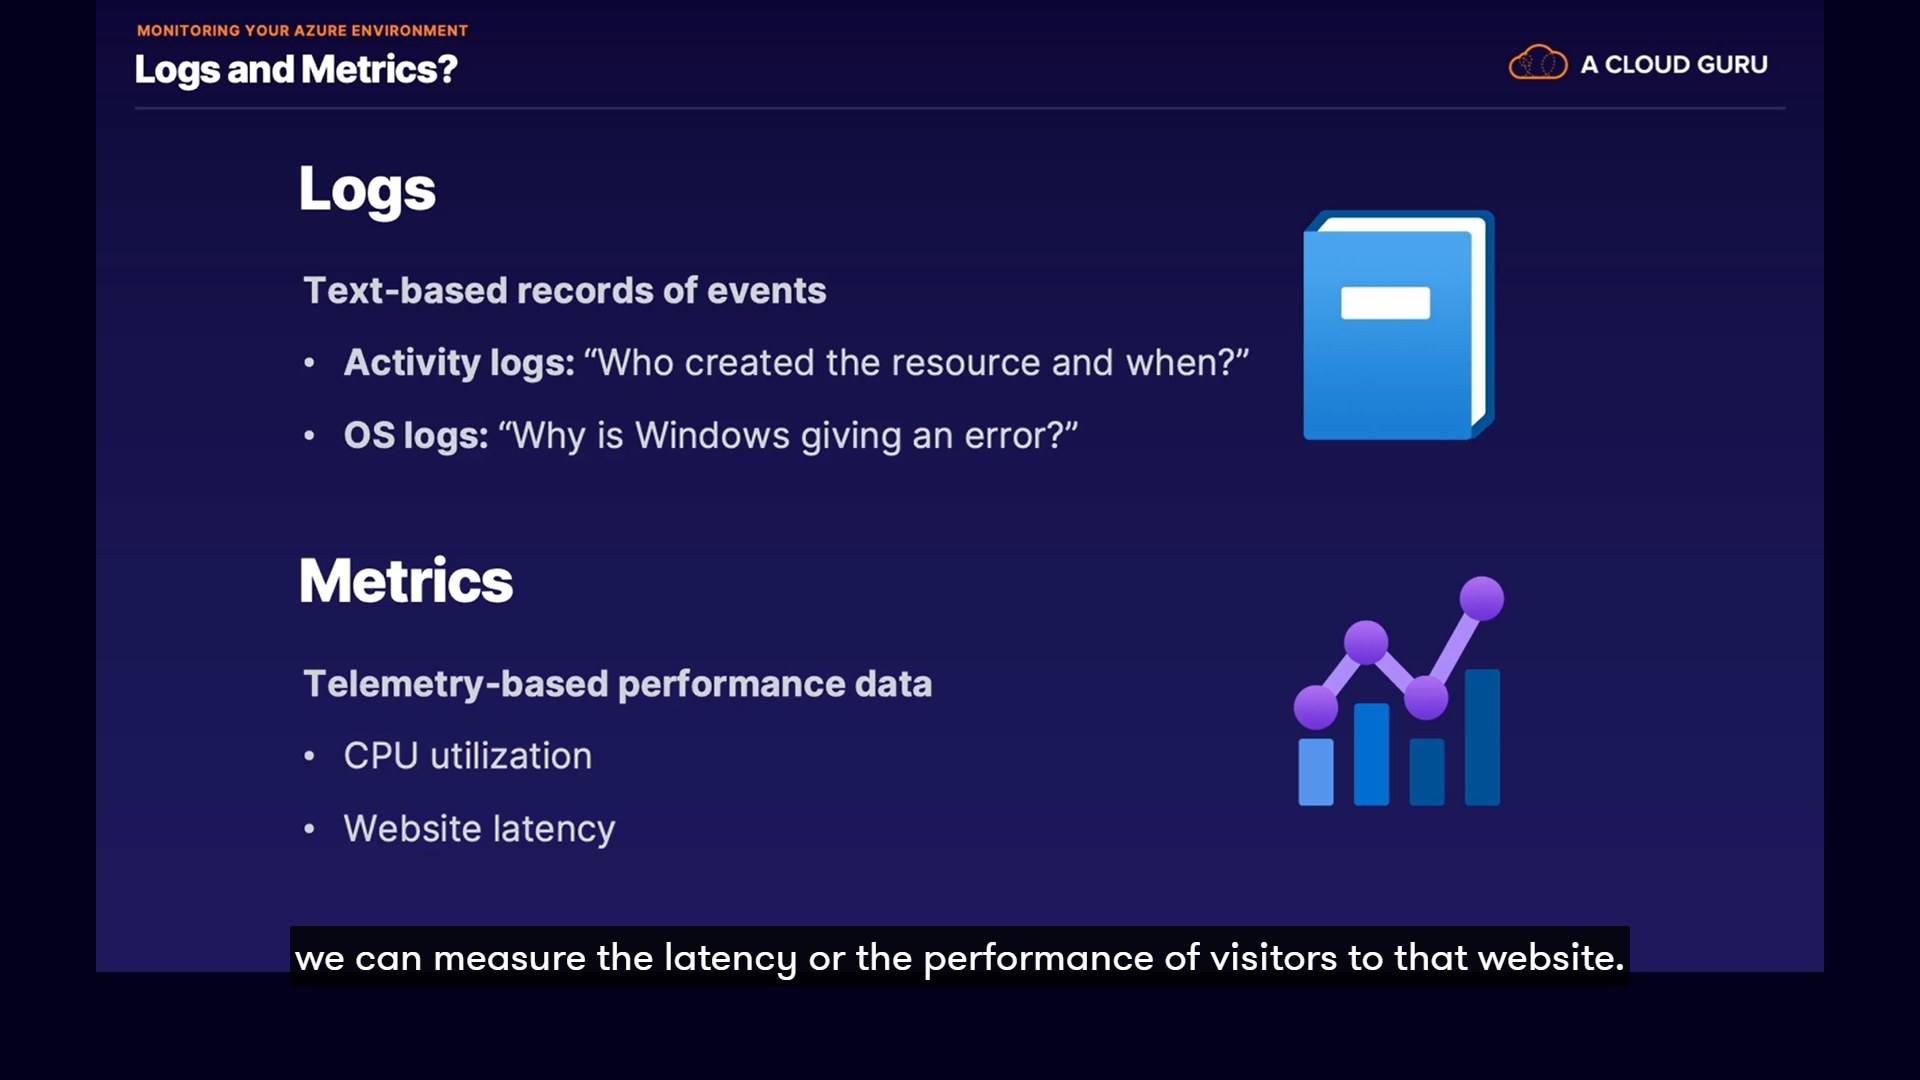 MONITORING YOUR AZURE ENVIRONMENT
Logs and Metrics?
A CLOUD GURU
Logs
Text-based records of events
• Activity logs: “Who created the resource and when?”
• OS logs: “Why is Windows giving an error?”
Metrics
Telemetry-based performance data
• CPU utilization
• Website latency
we can measure the latency or the performance of visitors to that website.